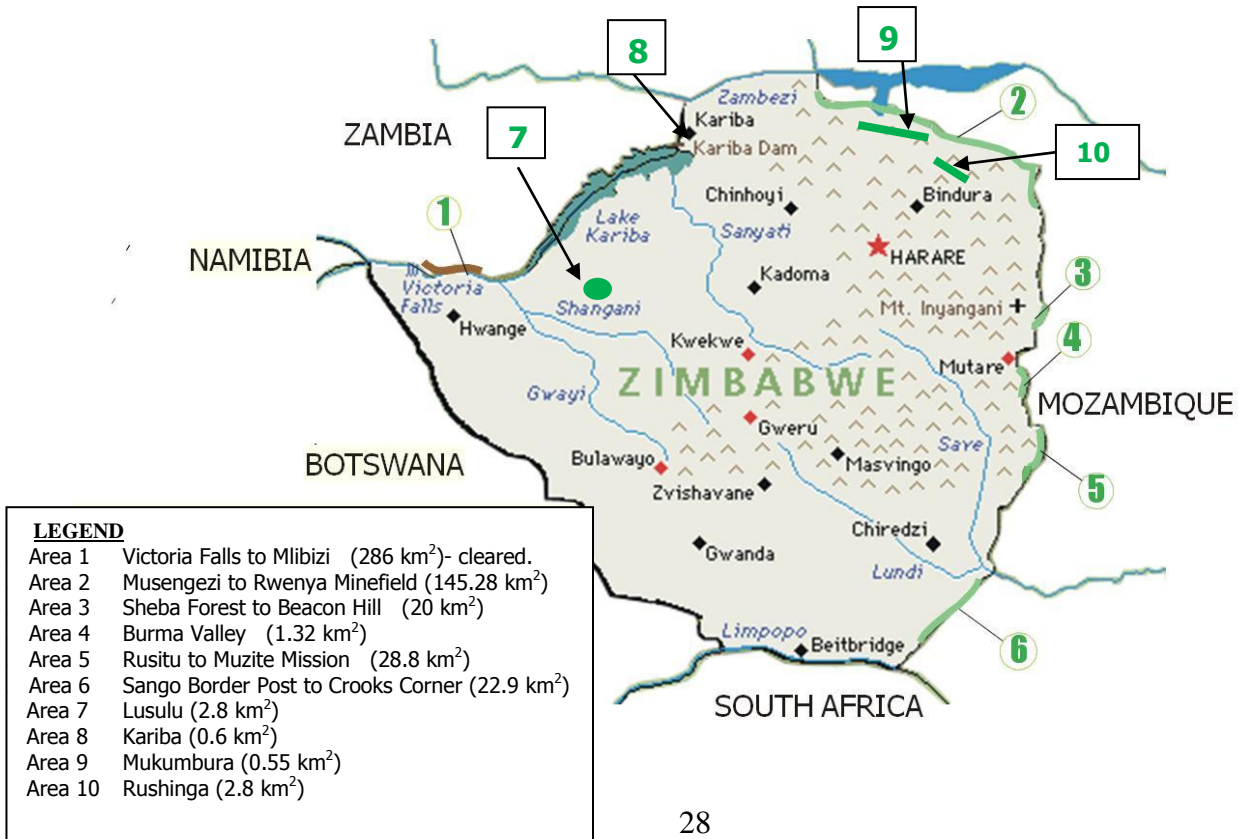 8
9
Zambezi
2
ZAMBIA
Kariba
7
Kariba Dam
10
Chinhoyi
Bindura
1
Lake
Kariba
Sanyati
NAMIBIA
HARARE
Victoria
Falls
Kadoma
3
Shangani
Mt. Inyangani
Hwange
Kwekwe
4
Mutare
ZIMBABWE
Gwayi
MOZAMBIQUE
Gweru
Save
BOTSWANA
Bulawayo
Masvingo
Zvishavane
5
Chiredzi
Gwanda
Lundi
Limpopo
Beitbridge
6
SOUTH AFRICA
LEGEND
Area 1 Victoria Falls to Mlibizi (286 km²)- cleared.
Area 2 Musengezi to Rwenya Minefield (145.28 km²)
Area 3 Sheba Forest to Beacon Hill (20 km²)
Area 4 Burma Valley (1.32 km²)
Area 5 Rusitu to Muzite Mission (28.8 km²)
Area 6 Sango Border Post to Crooks Corner (22.9 km²)
Area 7 Lusulu (2.8 km²)
Area 8 Kariba (0.6 km²)
Area 9 Mukumbura (0.55 km²)
Area 10 Rushinga (2.8 km²)
28